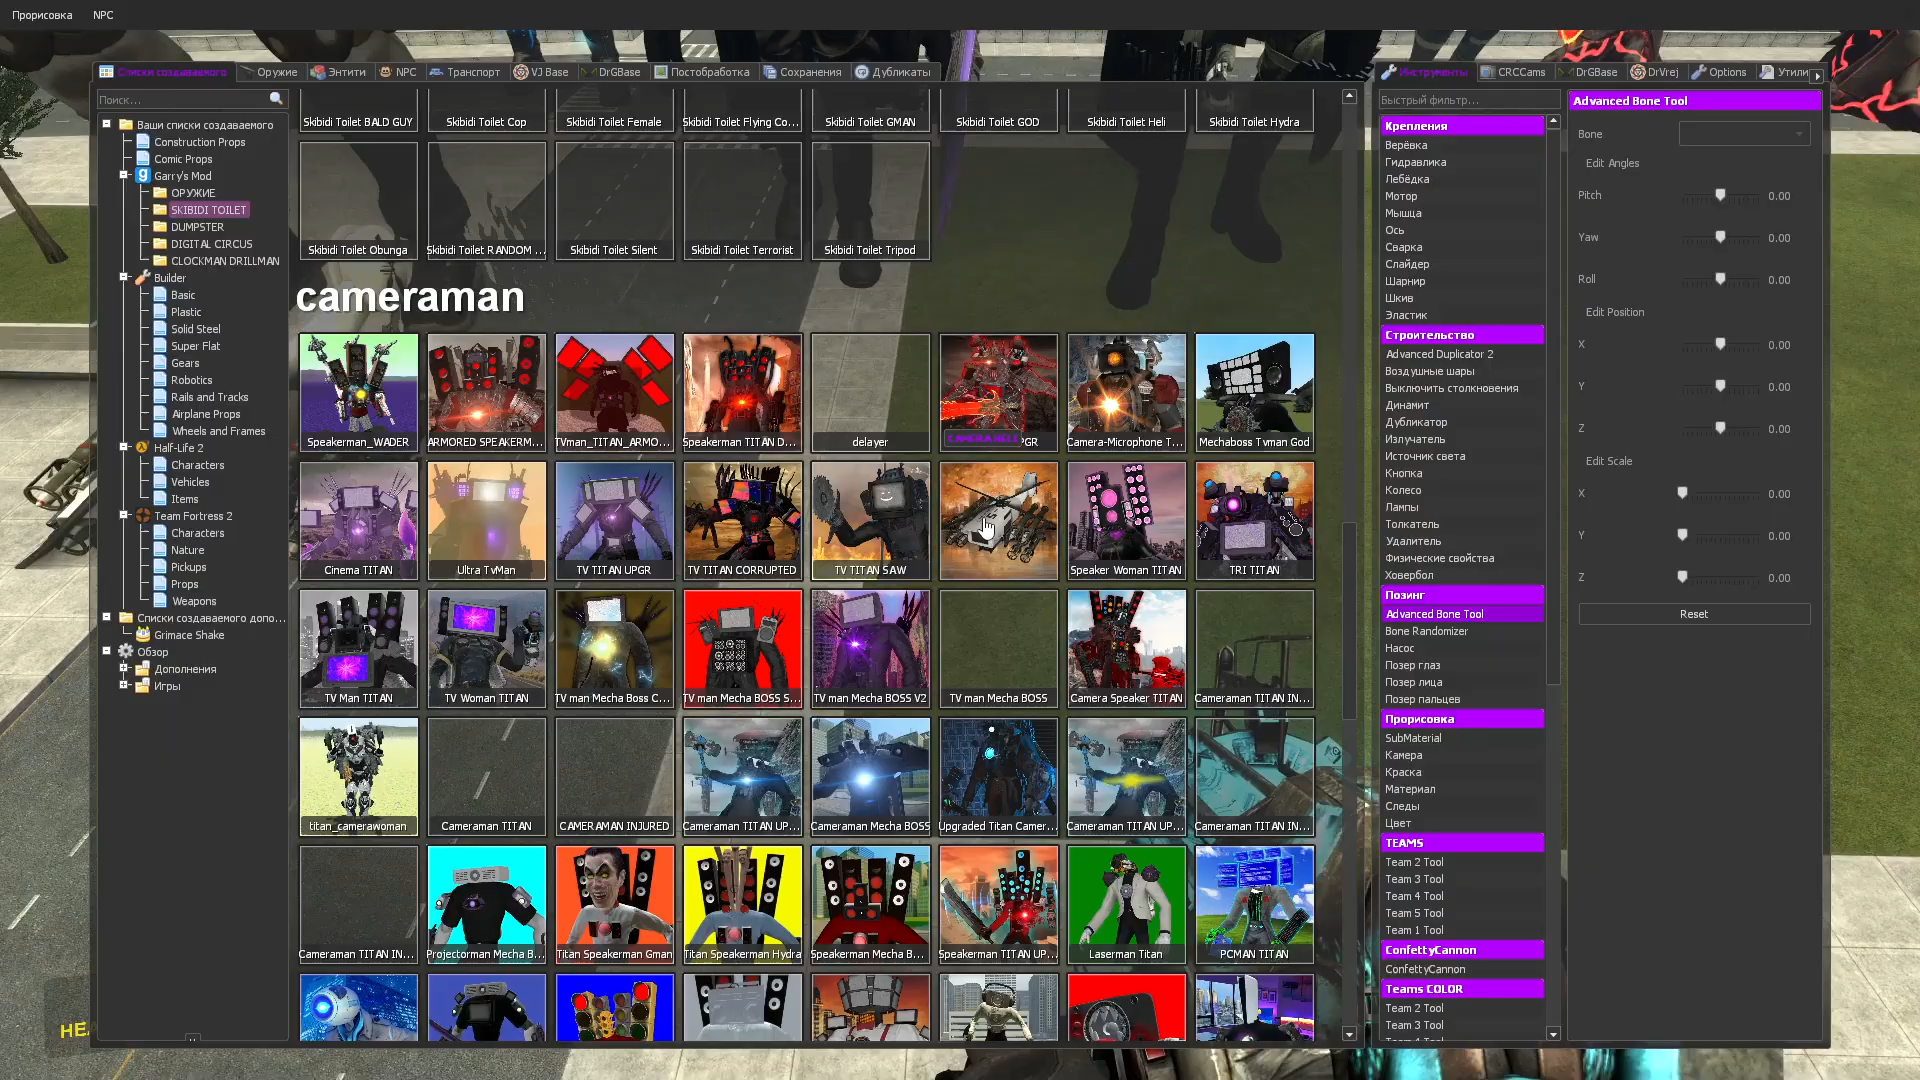 Прорисовка
NPC
Списки создаваемого
Оружие
Энтити
NPC
Транспорт
VJ Base
DrGBase
Постобработка
Сохранения
Дубликаты
Поиск...
Ваши списки создаваемого
Construction Props
Comic Props
Garry's Mod
ОРУЖИЕ
SKIBIDI TOILET
DUMPSTER
DIGITAL CIRCUS
CLOCKMAN DRILLMAN
Builder
Basic
Plastic
Solid Steel
Super Flat
Gears
Robotics
Rails and Tracks
Airplane Props
Wheels and Frames
Half-Life 2
Characters
Vehicles
Items
Team Fortress 2
Characters
Nature
Pickups
Props
Weapons
Списки создаваемого допо...
Grimace Shake
Обзор
Дополнения
Игры
Skibidi Toilet BALD GUY
Skibidi Toilet Cop
Skibidi Toilet Female
Skibidi Toilet Flying Co...
Skibidi Toilet GMAN
Skibidi Toilet GOD
Skibidi Toilet Heli
Skibidi Toilet Hydra
Skibidi Toilet Obunga
Skibidi Toilet RANDOM ...
Skibidi Toilet Silent
Skibidi Toilet Terrorist
Skibidi Toilet Tripod
cameraman
Speakerman_WADER
ARMORED SPEAKERM...
TVman_TITAN_ARMO...
Speakerman TITAN D...
delayer
CAMERA HELI
PGR
Camera-Microphone T...
Mechaboss Tvman God
Cinema TITAN
Ultra TvMan
TV TITAN UPGR
TV TITAN CORRUPTED
TV TITAN SAW
Speaker Woman TITAN
TRI TITAN
TV Man TITAN
TV Woman TITAN
TV man Mecha Boss C...
TV man Mecha BOSS S...
TV man Mecha BOSS V2
TV man Mecha BOSS
Camera Speaker TITAN
Cameraman TITAN IN...
titan_camerawoman
Cameraman TITAN
CAMERAMAN INJURED
Cameraman TITAN UP...
Cameraman Mecha BOSS
Upgraded Titan Camer...
Cameraman TITAN UP...
Cameraman TITAN IN...
Cameraman TITAN IN...
Projectorman Mecha B...
Titan Speakerman Gman
Titan Speakerman Hydra
Speakerman Mecha B...
Speakerman TITAN UP...
Laserman Titan
PCMAN TITAN
Инструменты
CRCCams
DrGBase
DrVrej
Options
Утили
Быстрый фильтр...
Крепления
Верёвка
Гидравлика
Лебёдка
Мотор
Мышца
Ось
Сварка
Слайдер
Шарнир
Шкив
Эластик
Строительство
Advanced Duplicator 2
Воздушные шары
Выключить столкновения
Динамит
Дубликатор
Излучатель
Источник света
Кнопка
Колесо
Лампы
Толкатель
Удалитель
Физические свойства
Ховербол
Позинг
Advanced Bone Tool
Bone Randomizer
Насос
Позер глаз
Позер лица
Позер пальцев
Прорисовка
SubMaterial
Камера
Краска
Материал
Следы
Цвет
TEAMS
Team 2 Tool
Team 3 Tool
Team 4 Tool
Team 5 Tool
Team 1 Tool
ConfettyCannon
ConfettyCannon
Teams COLOR
Team 2 Tool
Team 3 Tool
Advanced Bone Tool
Bone
Edit Angles
Pitch 0.00
Yaw 0.00
Roll 0.00
Edit Position
X 0.00
Y 0.00
Z 0.00
Edit Scale
X 0.00
Y 0.00
Z 0.00
Reset